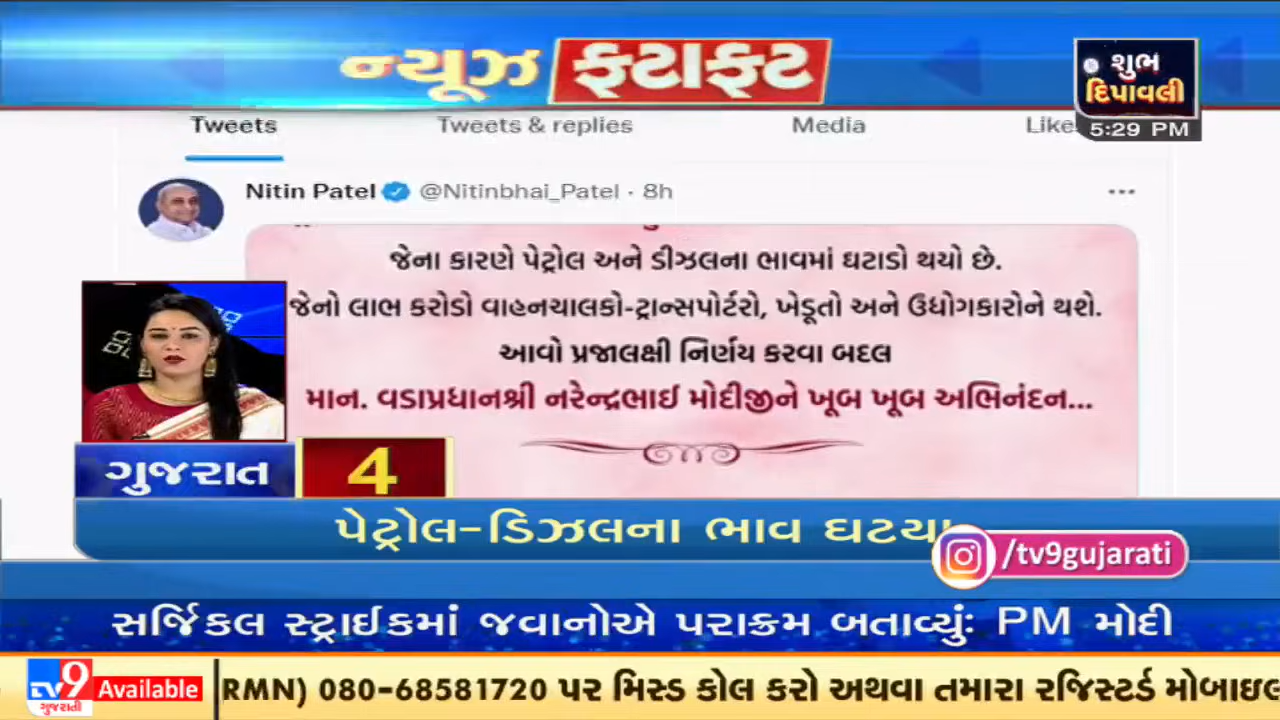 ન્યૂઝ ફટાફટ
શુભ
દિપાવલી
5:29 PM
Tweets
Tweets & replies
Media
Like
Nitin Patel @Nitinbhai_Patel · 8h
જેના કારણે પેટ્રોલ અને ડીઝલના ભાવમાં ઘટાડો થયો છે.
જેનો લાભ કરોડો વાહનચાલકો-ટ્રાન્સપોર્ટરો, ખેડૂતો અને ઉદ્યોગકારોને થશે.
આવો પ્રજાલક્ષી નિર્ણય કરવા બદલ
માન. વડાપ્રધાનશ્રી નરેન્દ્રભાઈ મોદીજીને ખૂબ ખૂબ અભિનંદન...
ગુજરાત
4
પેટ્રોલ-ડિઝલના ભાવ ઘટયા
/tv9gujarati
સર્જિકલ સ્ટ્રાઈકમાં જવાનોએ પરાક્રમ બતાવ્યુંઃ PM મોદી
TV9 ગુજરાતી Available
RMN) 080-68581720 પર મિસ્ડ કોલ કરો અથવા તમારા રજિસ્ટર્ડ મોબાઇલ